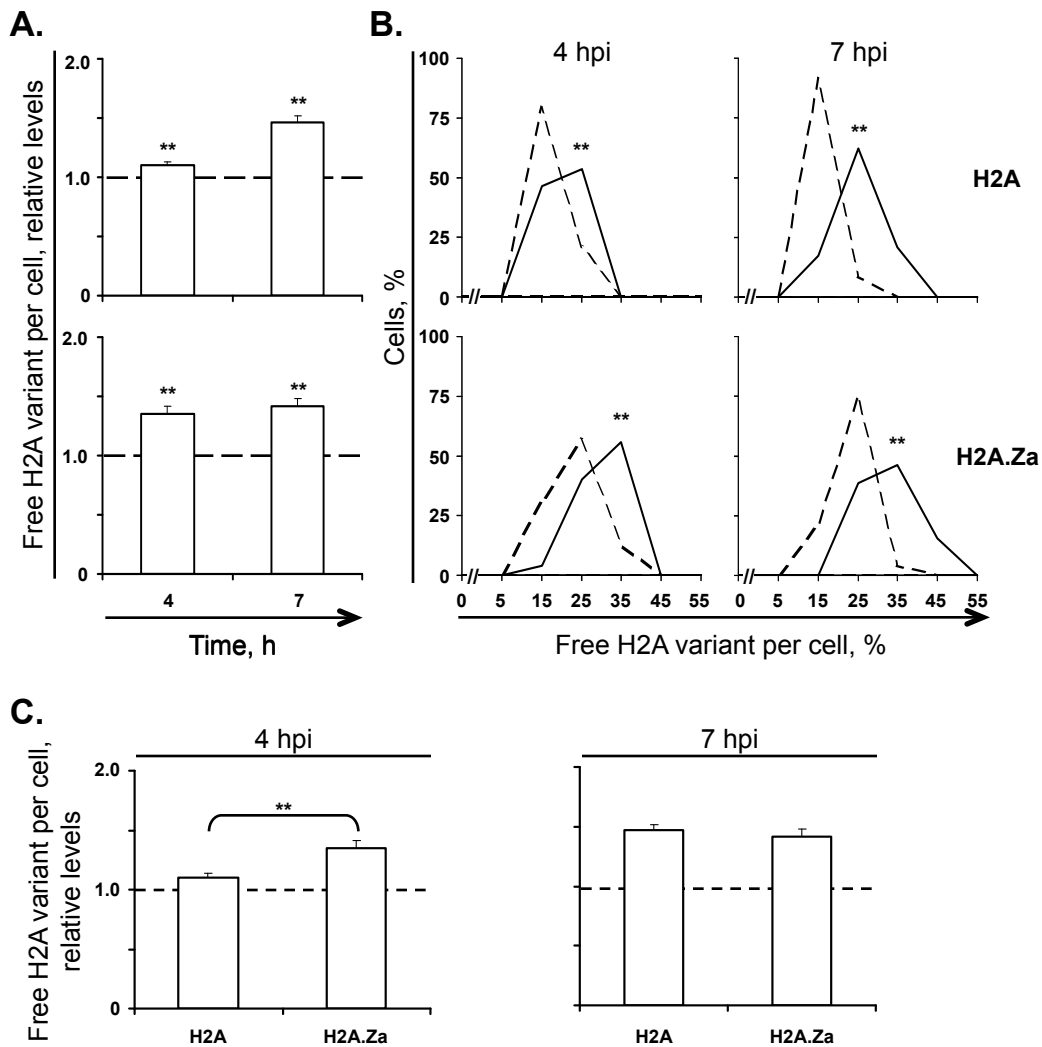 A.
Free H2A variant per cell, relative levels
2.0
**
**
1.0
0
2.0
**
**
1.0
0
4
7
Time, h
B.
4 hpi
7 hpi
Cells, %
100
75
50
25
0
**
**
H2A
100
75
50
25
0
**
**
H2A.Za
0 // 5 15 25 35 45 55
0 // 5 15 25 35 45 55
Free H2A variant per cell, %
C.
Free H2A variant per cell,
relative levels
4 hpi
2.0
**
1.0
0
H2A
H2A.Za
7 hpi
H2A
H2A.Za